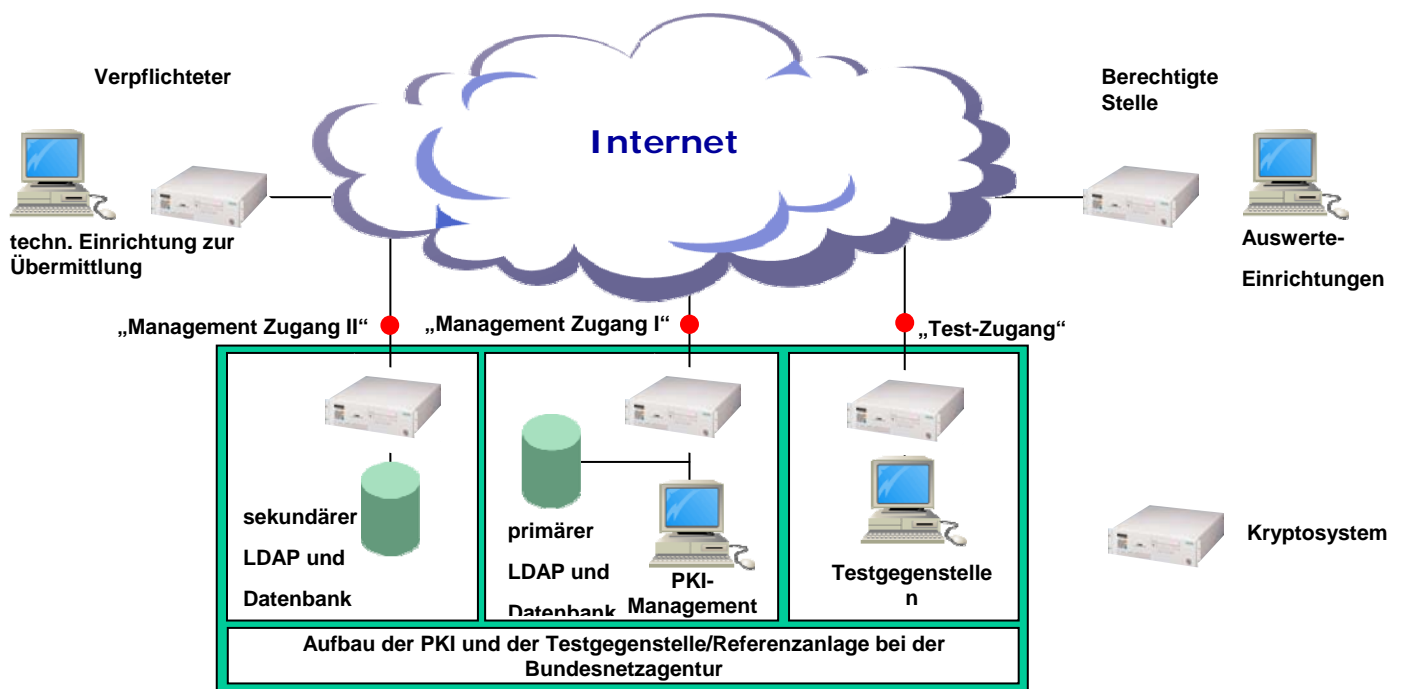 Verpflichteter
Berechtigte
Stelle
Internet
techn. Einrichtung zur
Übermittlung
Auswerte-
Einrichtungen
„Management Zugang II“
„Management Zugang I“
„Test-Zugang“
sekundärer
LDAP und
Datenbank
primärer
LDAP und
Datenbank
PKI-
Management
Testgegenstelle
n
Kryptosystem
Aufbau der PKI und der Testgegenstelle/Referenzanlage bei der
Bundesnetzagentur